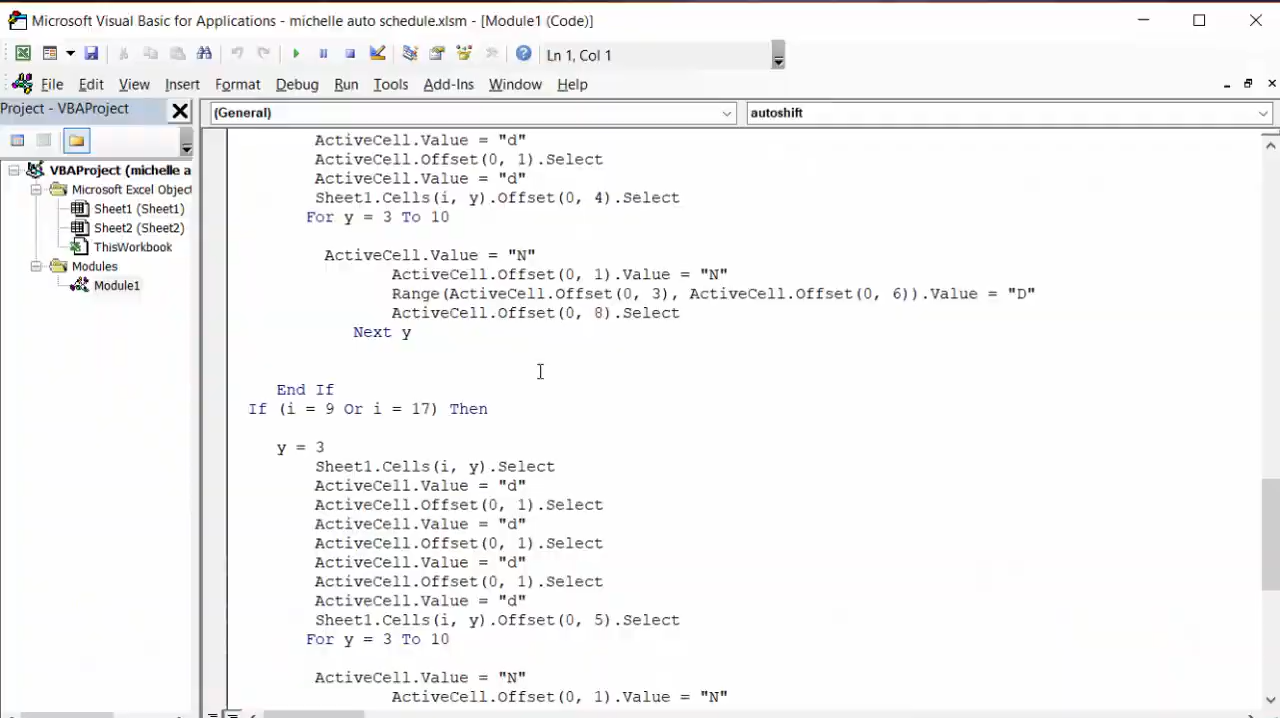 Microsoft Visual Basic for Applications - michelle auto schedule.xlsm - [Module1 (Code)]
Ln 1, Col 1
File Edit View Insert Format Debug Run Tools Add-Ins Window Help
Project - VBAProject
(General)
autoshift
VBAProject (michelle a
Microsoft Excel Object
Sheet1 (Sheet1)
Sheet2 (Sheet2)
ThisWorkbook
Modules
Module1
ActiveCell.Value = "d"
ActiveCell.Offset(0, 1).Select
ActiveCell.Value = "d"
Sheet1.Cells(i, y).Offset(0, 4).Select
For y = 3 To 10
ActiveCell.Value = "N"
ActiveCell.Offset(0, 1).Value = "N"
Range(ActiveCell.Offset(0, 3), ActiveCell.Offset(0, 6)).Value = "D"
ActiveCell.Offset(0, 8).Select
Next y
End If
If (i = 9 Or i = 17) Then
y = 3
Sheet1.Cells(i, y).Select
ActiveCell.Value = "d"
ActiveCell.Offset(0, 1).Select
ActiveCell.Value = "d"
ActiveCell.Offset(0, 1).Select
ActiveCell.Value = "d"
ActiveCell.Offset(0, 1).Select
ActiveCell.Value = "d"
Sheet1.Cells(i, y).Offset(0, 5).Select
For y = 3 To 10
ActiveCell.Value = "N"
ActiveCell.Offset(0, 1).Value = "N"